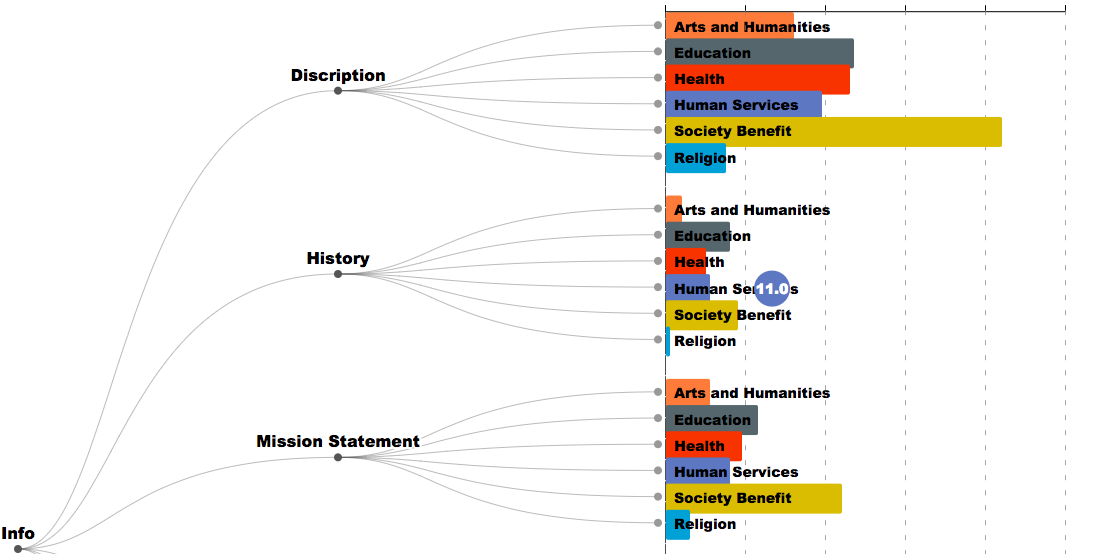 Discription
Arts and Humanities
Education
Health
Human Services
Society Benefit
Religion
History
Arts and Humanities
Education
Health
Human Se s
11.0
Society Benefit
Religion
Mission Statement
Arts and Humanities
Education
Health
Human Services
Society Benefit
Religion
Info